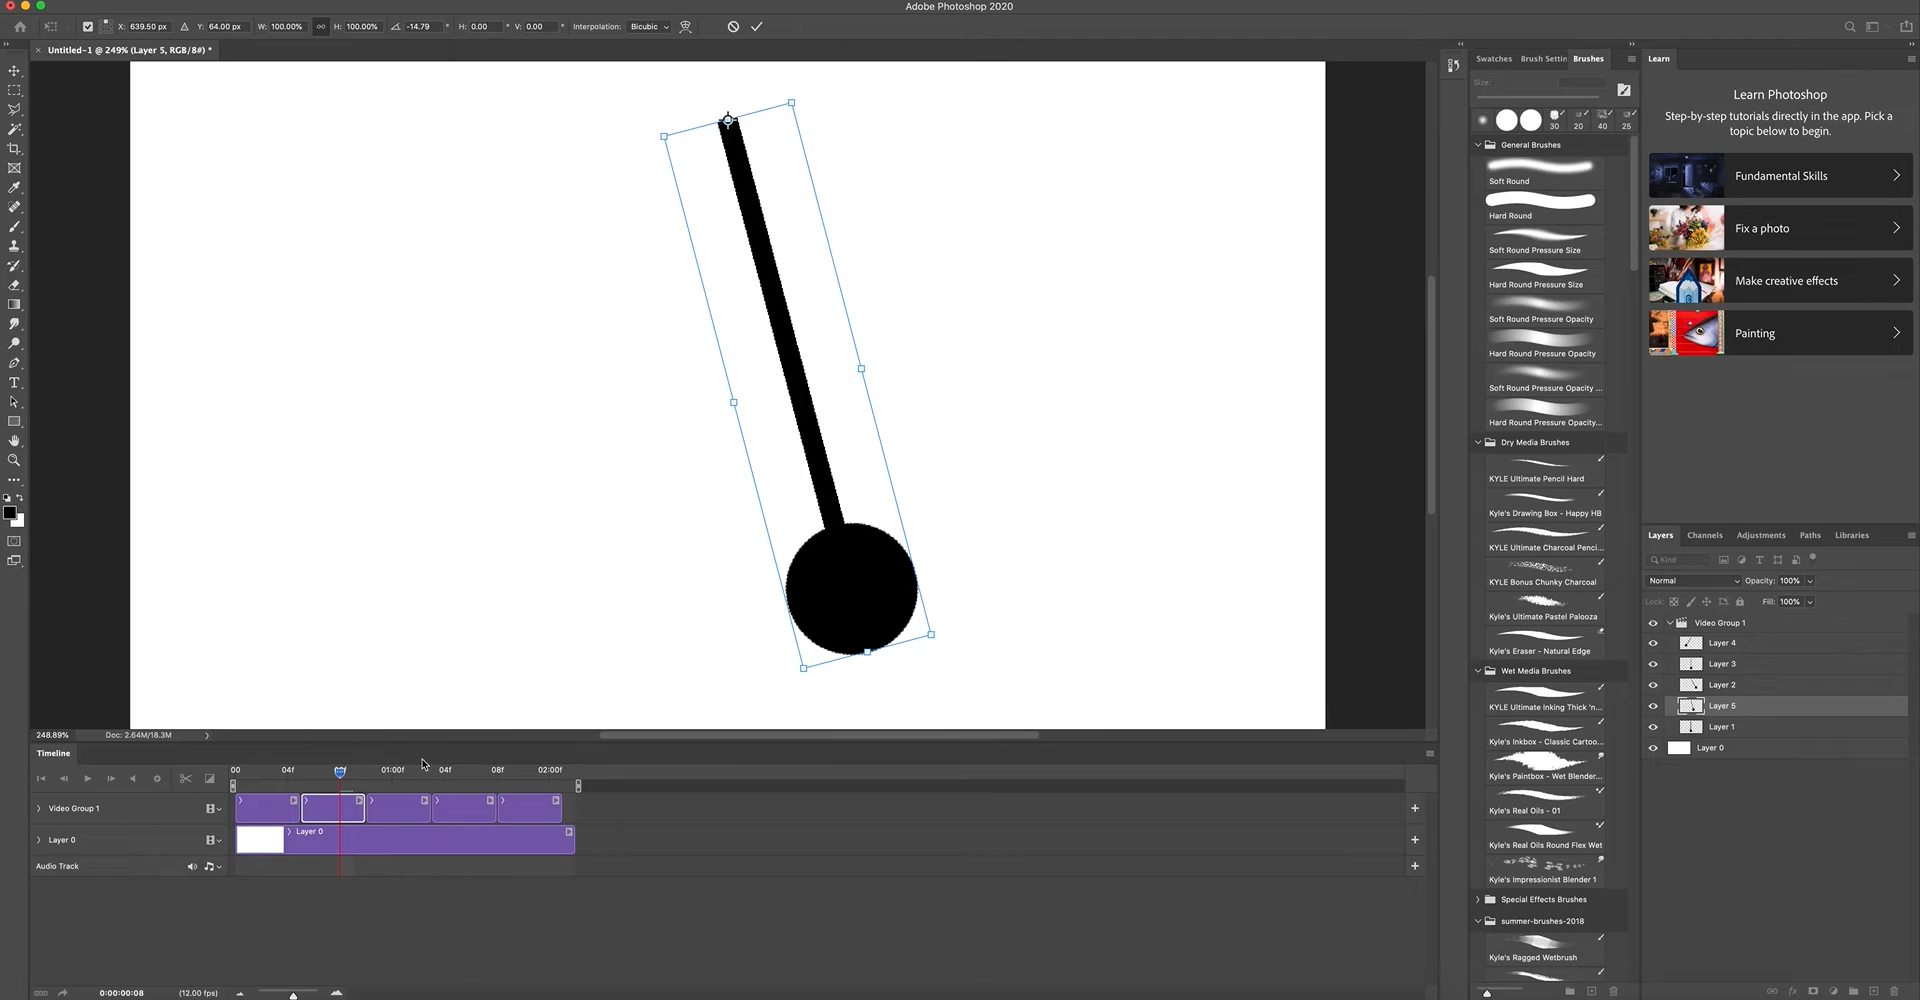 Adobe Photoshop 2020
X: 639.50 px Y: 64.00 px W: 100.00% H: 100.00% -14.79 ° H: 0.00 ° V: 0.00 ° Interpolation: Bicubic
Untitled-1 @ 249% (Layer 5, RGB/8#) *
Swatches Brush Settin Brushes
Size:
30 20 40 25
General Brushes
Soft Round
Hard Round
Soft Round Pressure Size
Hard Round Pressure Size
Soft Round Pressure Opacity
Hard Round Pressure Opacity
Soft Round Pressure Opacity ...
Hard Round Pressure Opacity...
Dry Media Brushes
KYLE Ultimate Pencil Hard
Kyle's Drawing Box - Happy HB
KYLE Ultimate Charcoal Penci...
KYLE Bonus Chunky Charcoal
Kyle's Ultimate Pastel Palooza
Kyle's Eraser - Natural Edge
Wet Media Brushes
KYLE Ultimate Inking Thick 'n...
Kyle's Inkbox - Classic Cartoo...
Kyle's Paintbox - Wet Blender...
Kyle's Real Oils - 01
Kyle's Real Oils Round Flex Wet
Kyle's Impressionist Blender 1
Special Effects Brushes
summer-brushes-2018
Kyle's Ragged Wetbrush
Learn
Learn Photoshop
Step-by-step tutorials directly in the app. Pick a
topic below to begin.
Fundamental Skills
Fix a photo
Make creative effects
Painting
Layers Channels Adjustments Paths Libraries
Kind
Normal Opacity: 100%
Lock: Fill: 100%
Video Group 1
Layer 4
Layer 3
Layer 2
Layer 5
Layer 1
Layer 0
248.89% Doc: 2.64M/18.3M
Timeline
00 04f 01:00f 04f 08f 02:00f
Video Group 1
Layer 0 Layer 0
Audio Track
0:00:00:08 (12.00 fps)